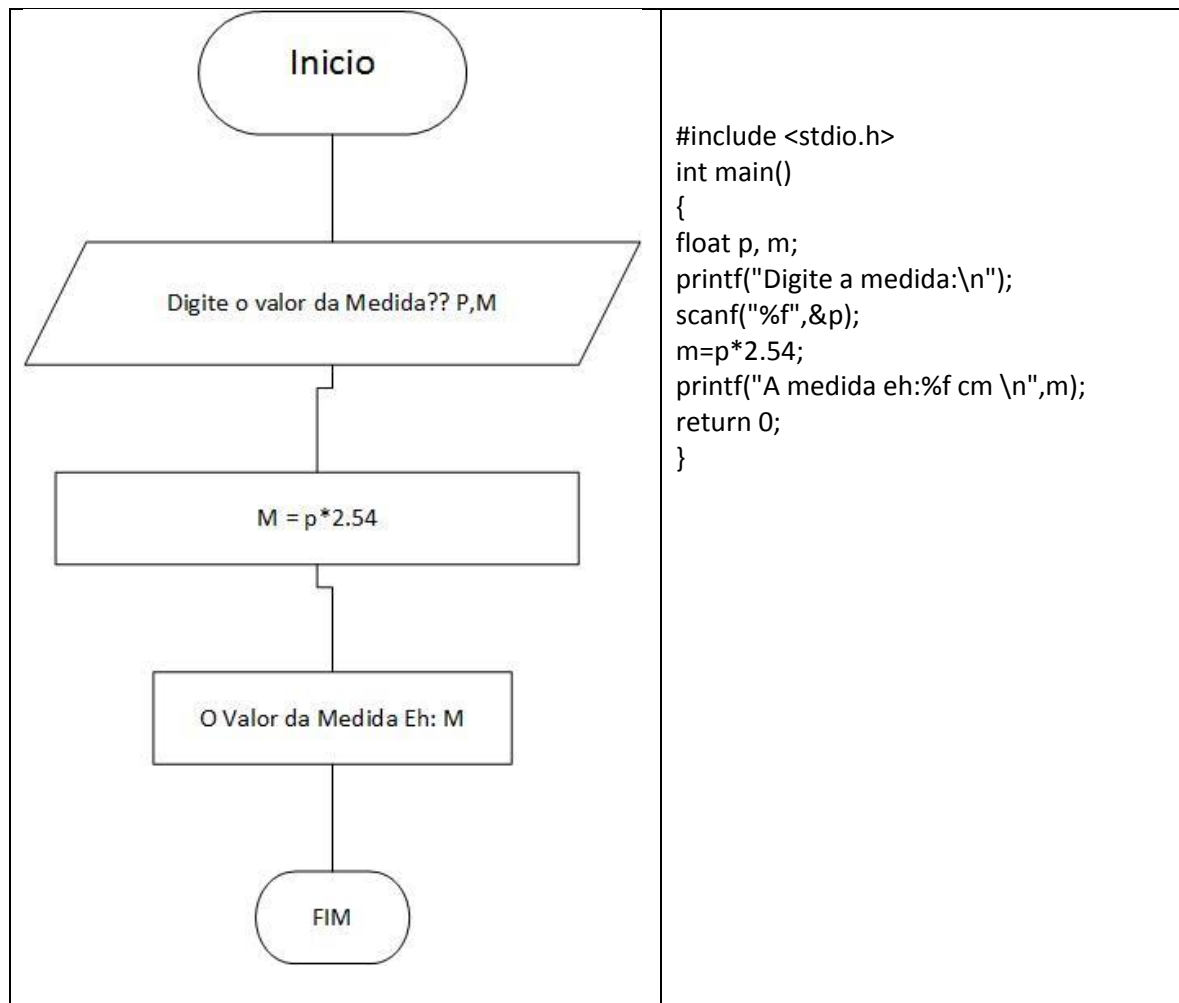 Inicio
Digite o valor da Medida?? P,M
M = p*2.54
O Valor da Medida Eh: M
FIM
#include <stdio.h>
int main()
{
float p, m;
printf("Digite a medida:\n");
scanf("%f",&p);
m=p*2.54;
printf("A medida eh:%f cm \n",m);
return 0;
}